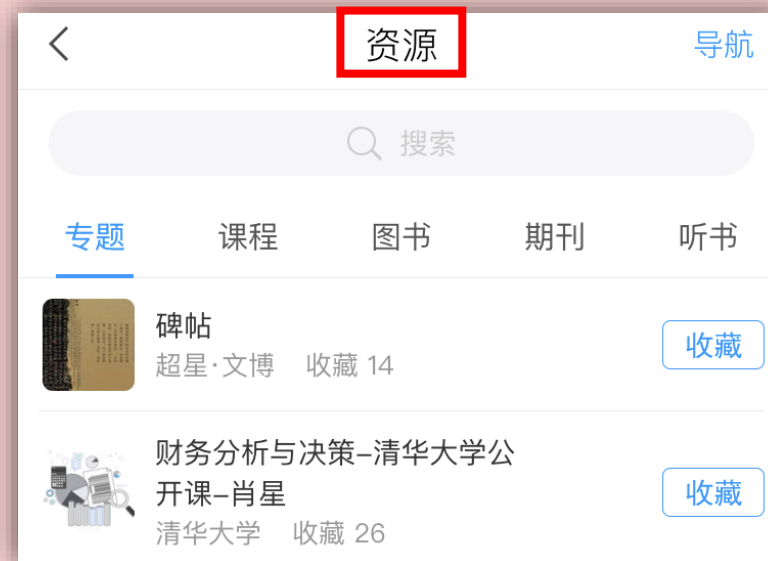 资源
导航
搜索
专题 课程 图书 期刊 听书
碑帖
超星·文博 收藏 14
收藏
财务分析与决策–清华大学公
开课–肖星
收藏
清华大学 收藏 26